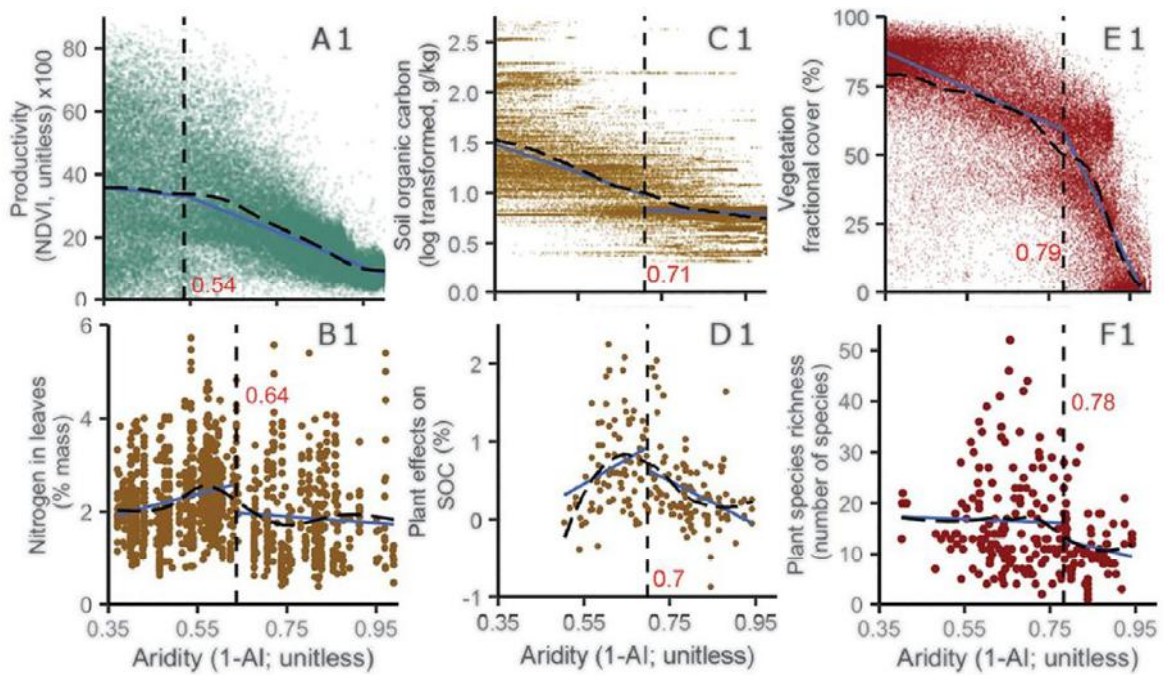 A1
Productivity
(NDVI, unitless) x100
80
60
40
20
0
0.54
C1
Soil organic carbon
(log transformed, g/kg)
2.5
2.0
1.5
1.0
0.5
0.0
0.71
E1
Vegetation
fractional cover (%)
100
75
50
25
0
0.79
B1
Nitrogen in leaves
(% mass)
6
4
2
0
0.64
0.35 0.55 0.75 0.95
Aridity (1-AI; unitless)
D1
Plant effects on
SOC (%)
2
1
0
-1
0.7
0.35 0.55 0.75 0.95
Aridity (1-AI; unitless)
F1
Plant species richness
(number of species)
50
40
30
20
10
0
0.78
0.35 0.55 0.75 0.95
Aridity (1-AI; unitless)